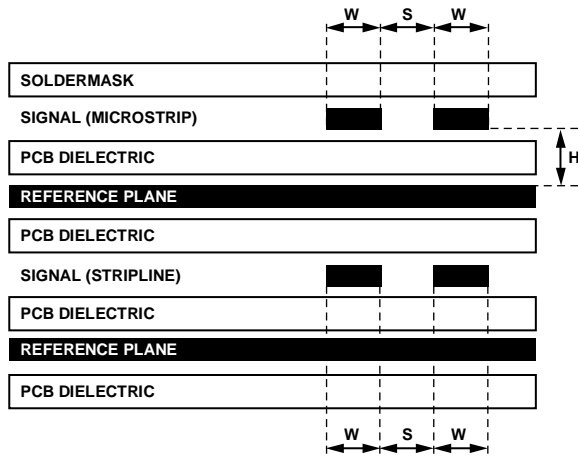 W S W
SOLDERMASK
SIGNAL (MICROSTRIP)
H
PCB DIELECTRIC
REFERENCE PLANE
PCB DIELECTRIC
SIGNAL (STRIPLINE)
PCB DIELECTRIC
REFERENCE PLANE
PCB DIELECTRIC
W S W